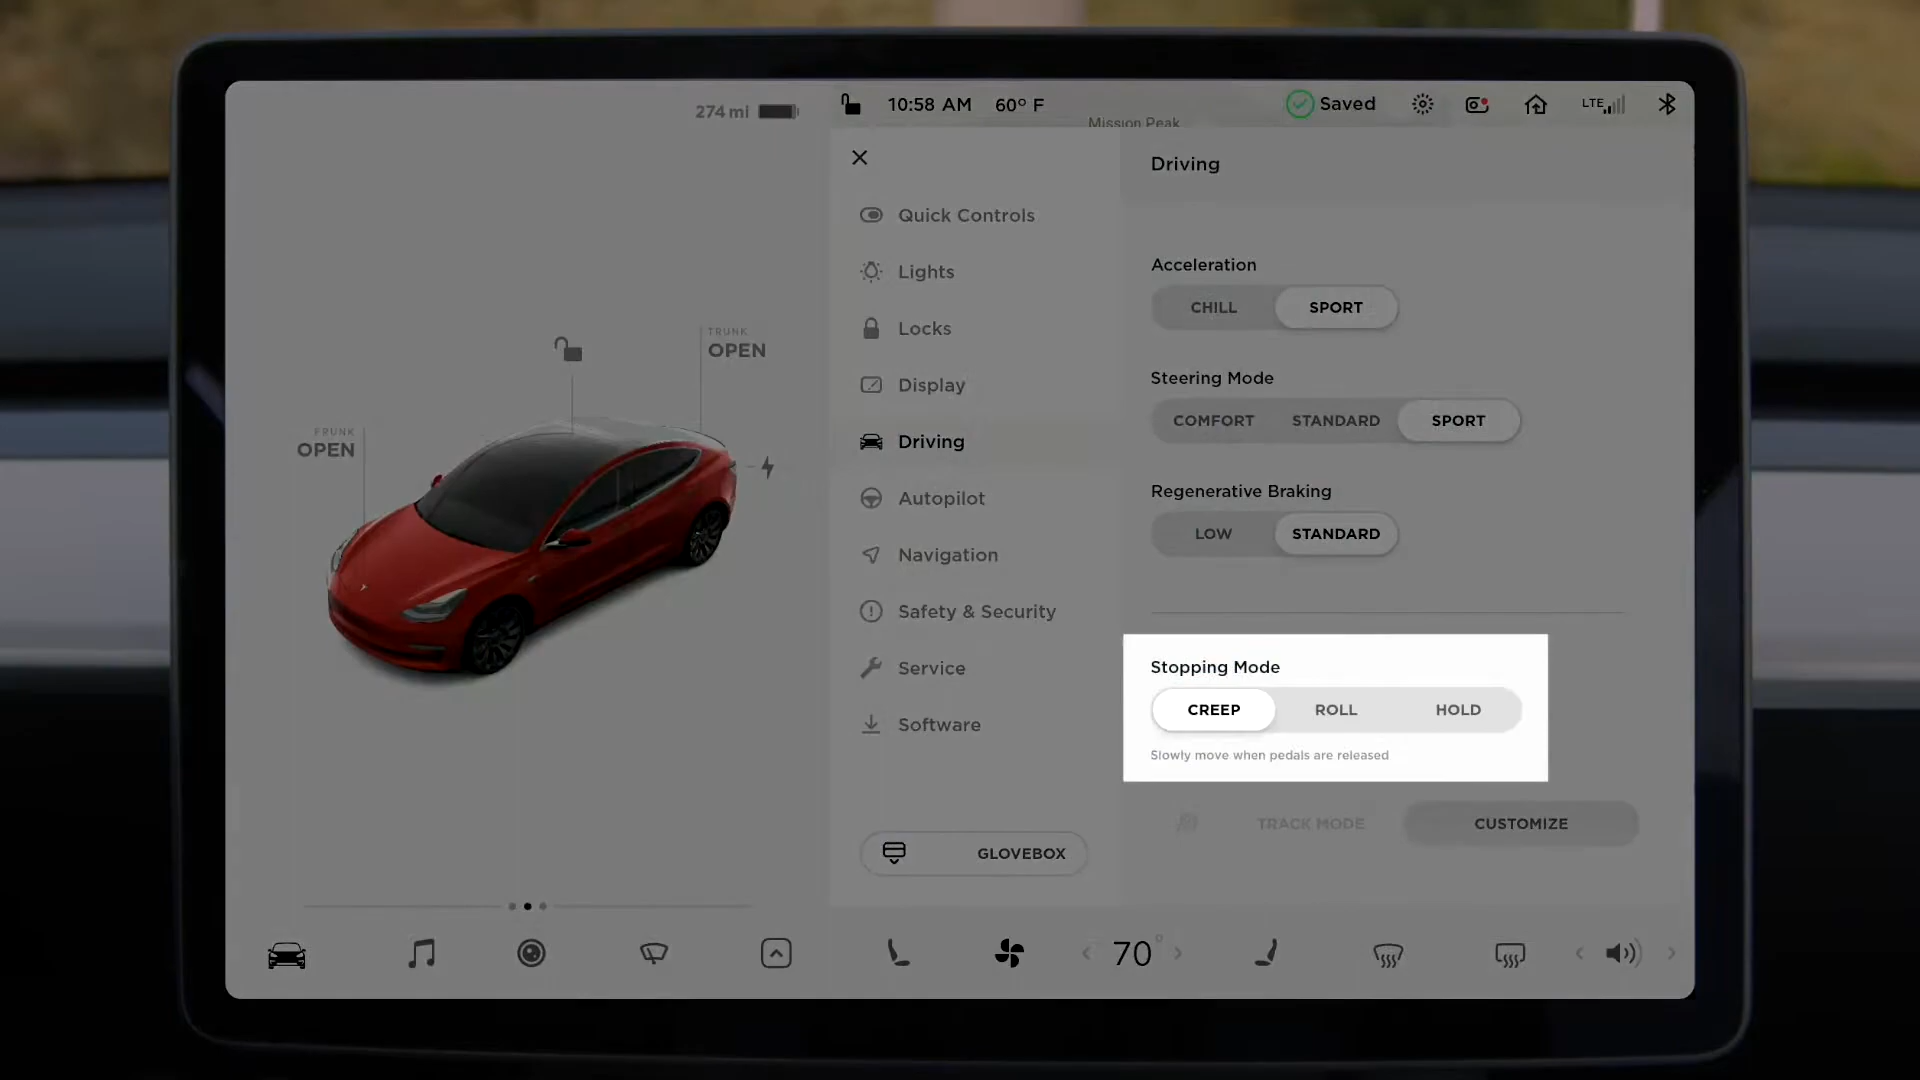 274 mi
10:58 AM 60° F
Saved
LTE
Mission Peak
Driving
Quick Controls
Lights
Locks
Display
Driving
Autopilot
Navigation
Safety & Security
Service
Software
GLOVEBOX
TRUNK
OPEN
FRUNK
OPEN
Acceleration
CHILL SPORT
Steering Mode
COMFORT STANDARD SPORT
Regenerative Braking
LOW STANDARD
Stopping Mode
CREEP ROLL HOLD
Slowly move when pedals are released
TRACK MODE CUSTOMIZE
70°